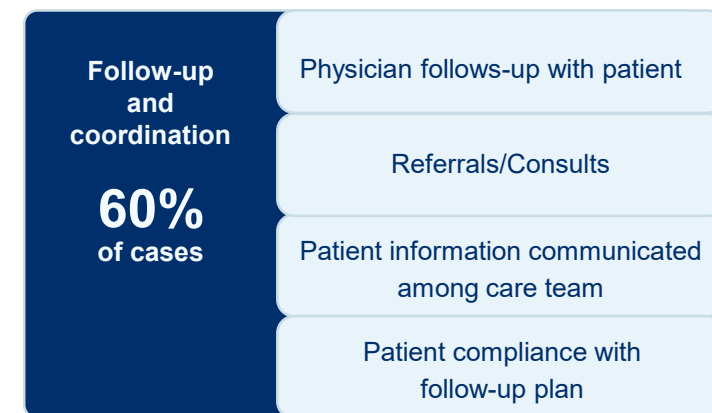 Follow-up
and
coordination
60%
of cases
Physician follows-up with patient
Referrals/Consults
Patient information communicated
among care team
Patient compliance with
follow-up plan